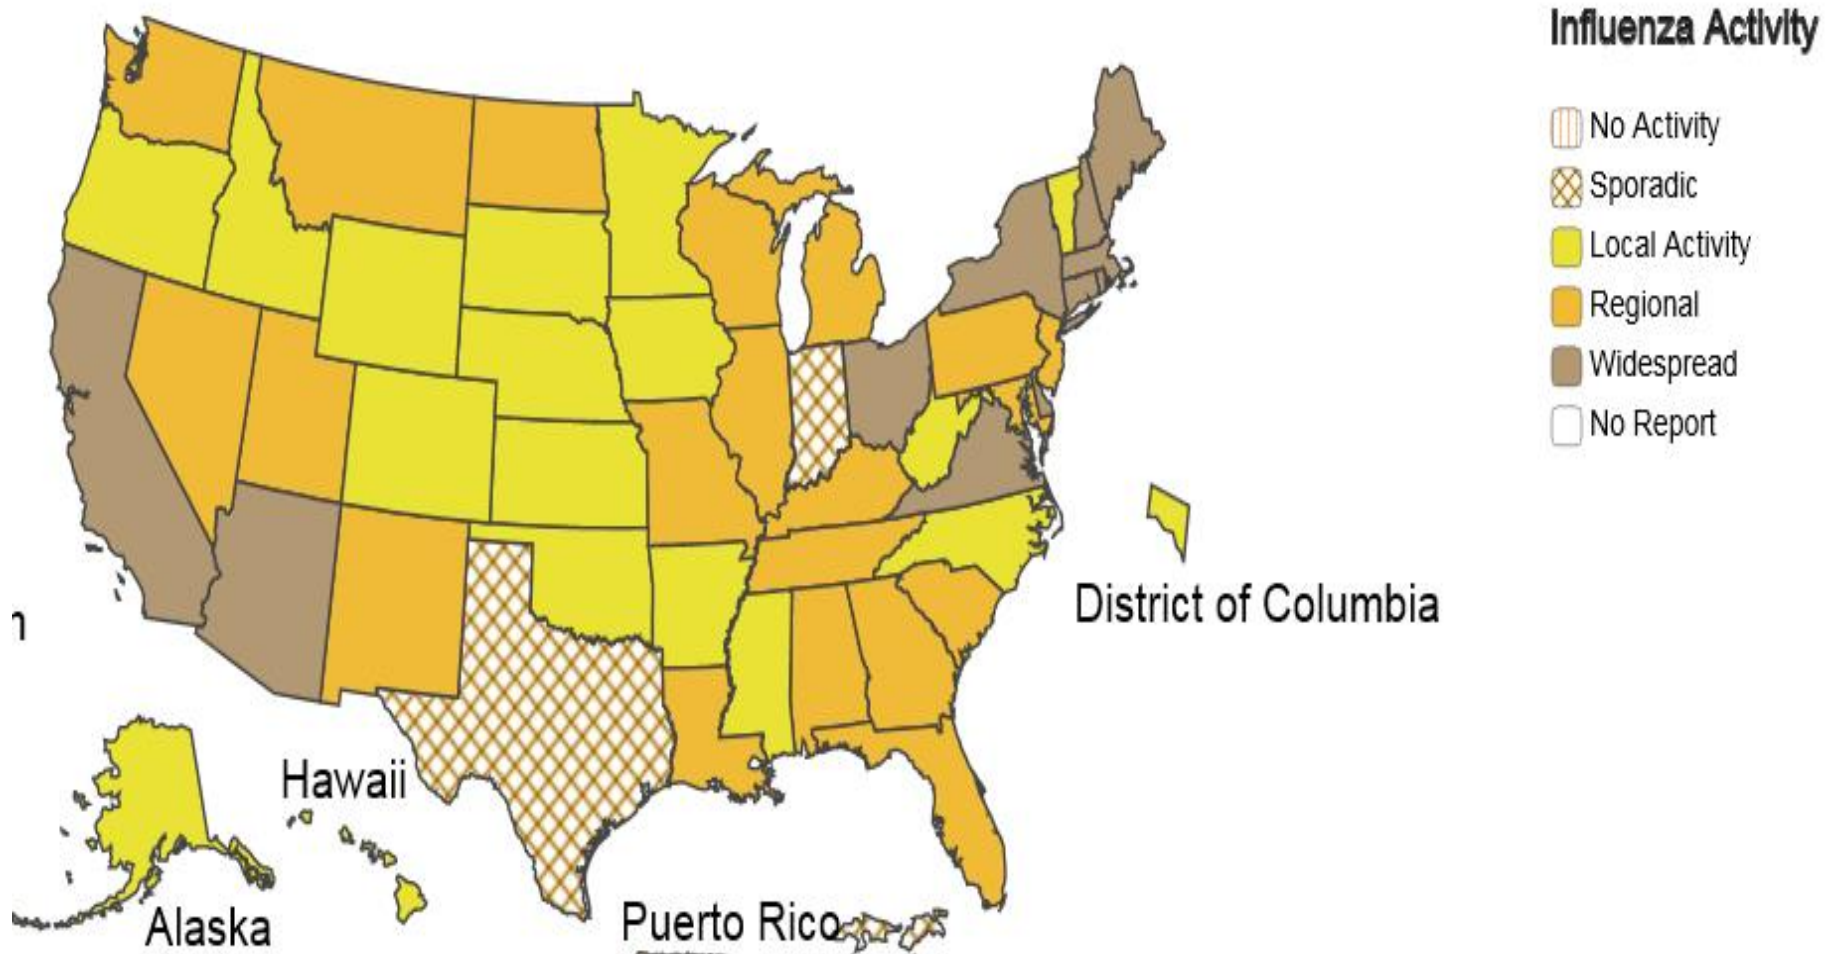 Influenza Activity
No Activity
Sporadic
Local Activity
Regional
Widespread
No Report
n
District of Columbia
Hawaii
Alaska
Puerto Rico